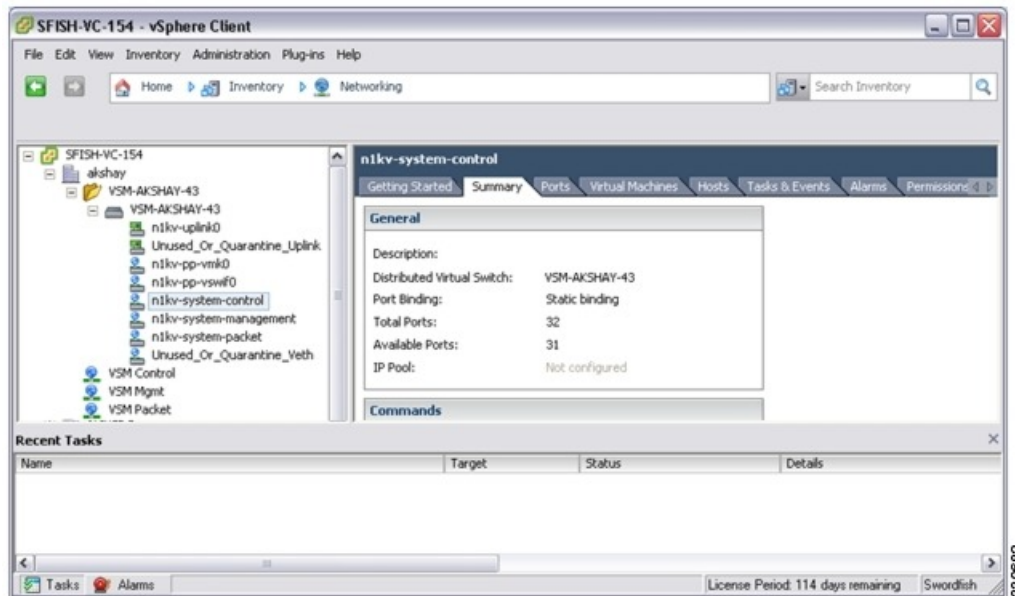 SFISH-VC-154 - vSphere Client
File Edit View Inventory Administration Plug-ins Help
Home Inventory Networking
Search Inventory
SFISH-VC-154
akshay
VSM-AKSHAY-43
VSM-AKSHAY-43
n1kv-uplink0
Unused_Or_Quarantine_Uplink
n1kv-pp-vmk0
n1kv-pp-vswif0
n1kv-system-control
n1kv-system-management
n1kv-system-packet
Unused_Or_Quarantine_Veth
VSM Control
VSM Mgmt
VSM Packet
n1kv-system-control
Getting Started Summary Ports Virtual Machines Hosts Tasks & Events Alarms Permissions
General
Description:
Distributed Virtual Switch: VSM-AKSHAY-43
Port Binding: Static binding
Total Ports: 32
Available Ports: 31
IP Pool: Not configured
Commands
Recent Tasks
Name Target Status Details
Tasks Alarms License Period: 114 days remaining Swordfish